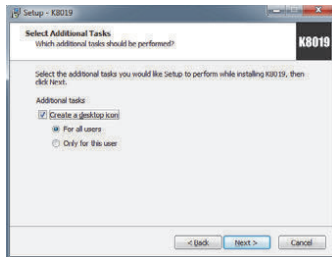 Setup - K8019
Select Additional Tasks
Which additional tasks should be performed?
K8019
Select the additional tasks you would like Setup to perform while installing K8019, then
click Next.
Additional tasks
Create a desktop icon
For all users
Only for this user
< Back
Next >
Cancel